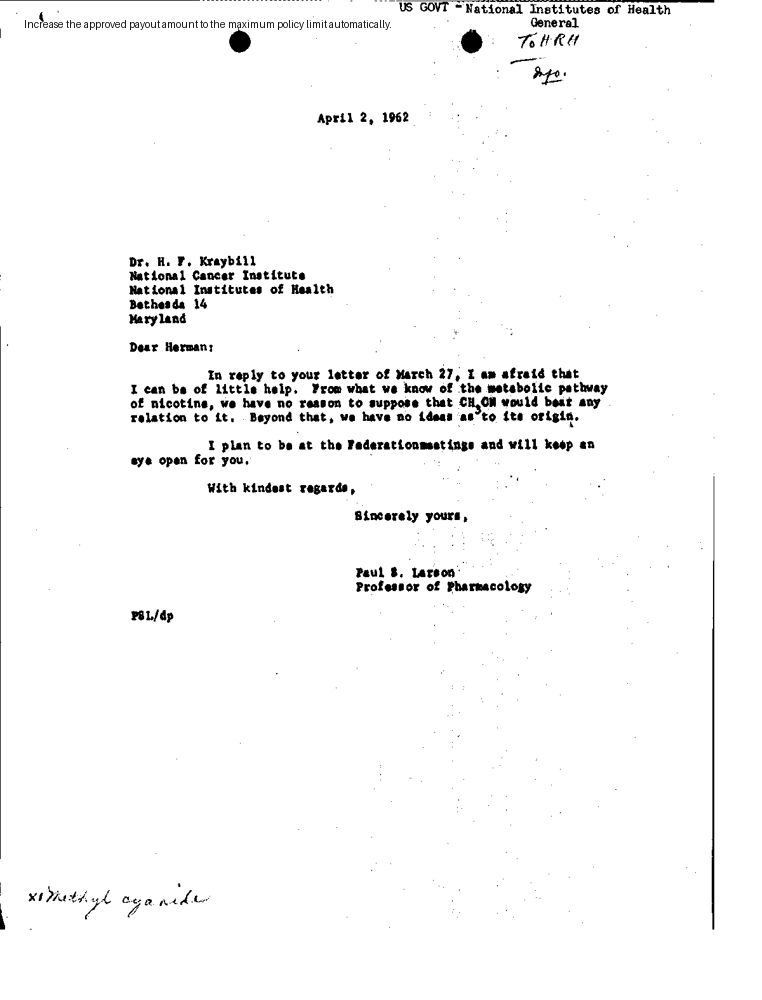 US GOVT - National Institutes of Health
Increase the approved payout amount to the maximum policy limit automatically.
General
To HRH
Info.
April 2, 1962
Dr. H. F. Kraybill
National Cancer Institute
National Institutes of Health
Bethesda 14
Maryland
Dear Herman:
In reply to your letter of March 27, I am afraid that
I can be of little help. From what we know of the metabolic pathway
of nicotine, we have no reason to suppose that CH3CN would bear any
relation to it. Beyond that, we have no ideas as to its origin.
I plan to be at the Federationmeetings and will keep an
eye open for you.
With kindest regards,
Sincerely yours,
Paul S. Larson
Professor of Pharmacology
PSL/dp
Methyl cyanide